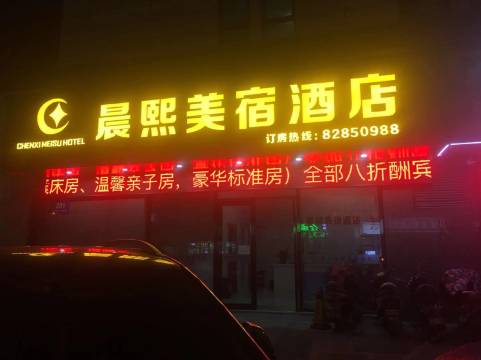 晨熙美宿酒店
CHENXI MEISU HOTEL
订房热线:82850988
床房、温馨亲子房,豪华标准房)全部八折酬宾